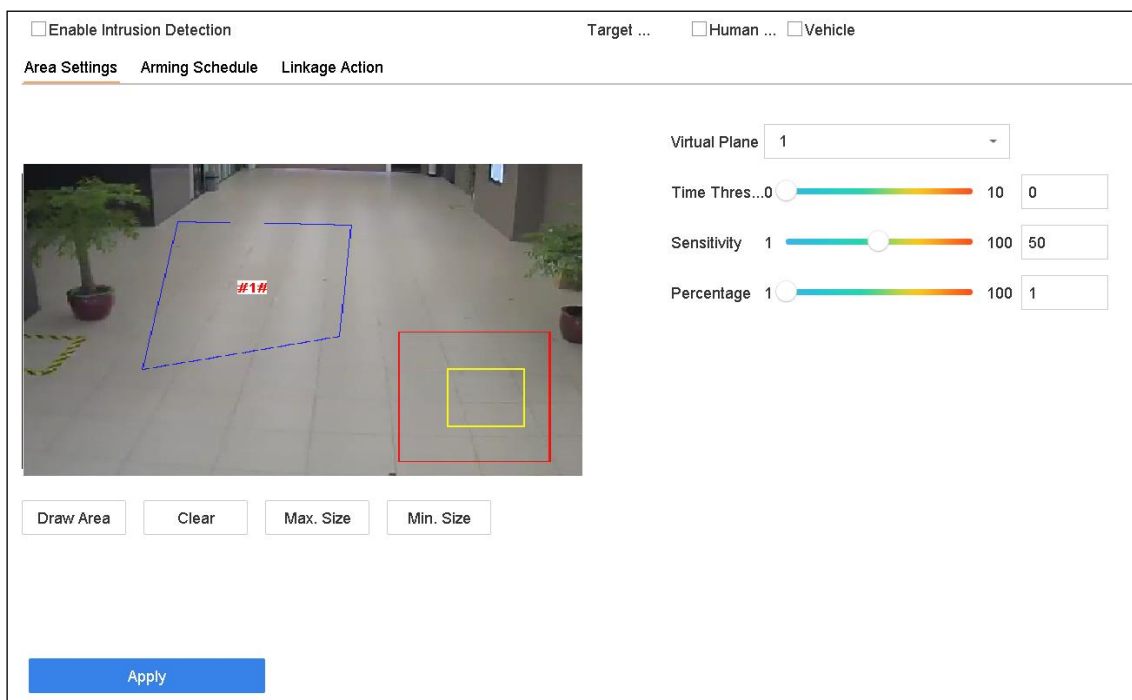 Enable Intrusion Detection Target ... Human ... Vehicle
Area Settings Arming Schedule Linkage Action
Virtual Plane 1
Time Thres...0 10 0
#1#
Sensitivity 1 100 50
Percentage 1 100 1
Draw Area Clear Max. Size Min. Size
Apply